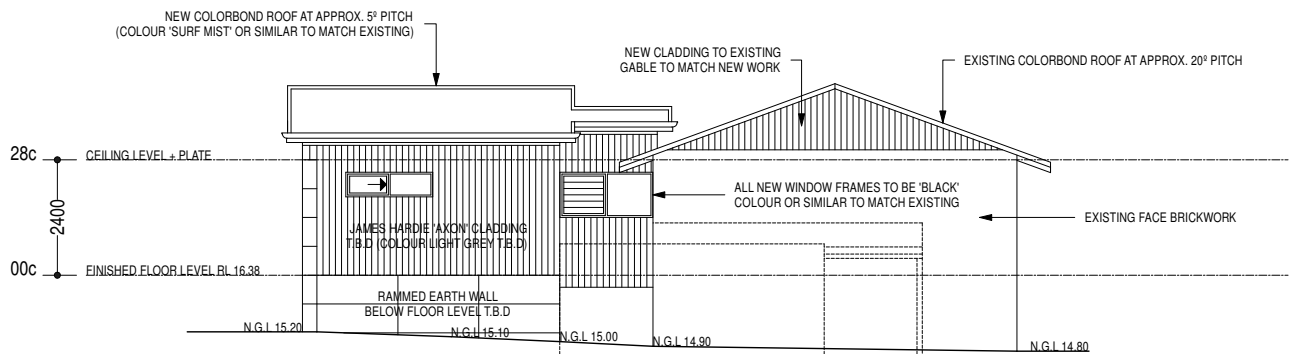 NEW COLORBOND ROOF AT APPROX. 5º PITCH
(COLOUR 'SURF MIST' OR SIMILAR TO MATCH EXISTING)
NEW CLADDING TO EXISTING
GABLE TO MATCH NEW WORK
EXISTING COLORBOND ROOF AT APPROX. 20º PITCH
28c
CEILING LEVEL + PLATE
2400
ALL NEW WINDOW FRAMES TO BE 'BLACK'
COLOUR OR SIMILAR TO MATCH EXISTING
EXISTING FACE BRICKWORK
JAMES HARDIE 'AXON' CLADDING
T.B.D (COLOUR LIGHT GREY T.B.D)
00c
FINISHED FLOOR LEVEL RL 16.38
RAMMED EARTH WALL
BELOW FLOOR LEVEL T.B.D
N.G.L 15.20
N.G.L 15.10
N.G.L 15.00
N.G.L 14.90
N.G.L 14.80